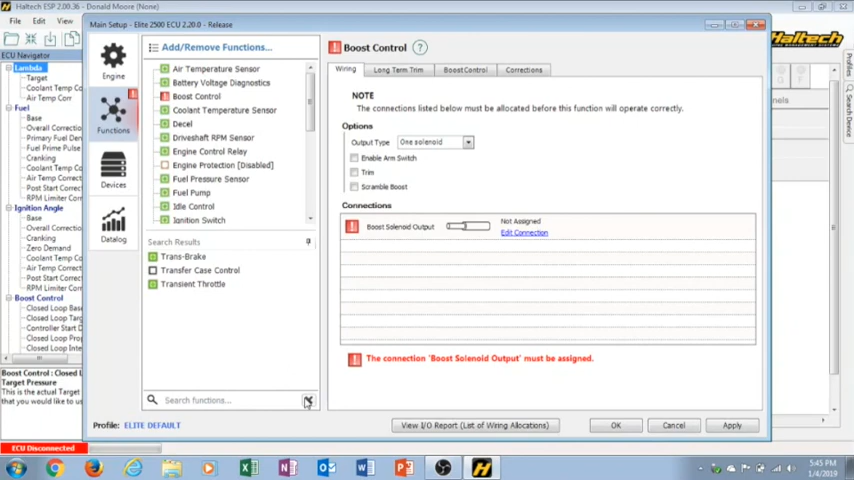 Haltech ESP 2.00.36 - Donald Moore (None)
File Edit View
Haltech
ENGINE MANAGEMENT SYSTEMS
ECU Navigator
Lambda
Target
Coolant Temp Co
Air Temp Corr
Fuel
Base
Overall Correctio
Primary Fuel Den
Fuel Prime Pulse
Cranking
Coolant Temp Co
Air Temp Correcti
Post Start Correc
RPM Limiter Corr
Ignition Angle
Base
Cranking
Zero Demand
Overall Correctio
Coolant Temp Co
Air Temp Correcti
Post Start Correct
RPM Limiter Corr
Boost Control
Closed Loop Base
Controller Start D
Closed Loop Prop
Closed Loop Inte
Boost Control : Closed L
Target Pressure
This is the actual Target
that you would like to us
ECU Disconnected
Main Setup - Elite 2500 ECU 2.20.0 - Release
Engine
Functions
Devices
Datalog
Add/Remove Functions...
Air Temperature Sensor
Battery Voltage Diagnostics
Boost Control
Coolant Temperature Sensor
Decel
Driveshaft RPM Sensor
Engine Control Relay
Engine Protection [Disabled]
Fuel Pressure Sensor
Fuel Pump
Idle Control
Ignition Switch
Search Results
Trans-Brake
Transfer Case Control
Transient Throttle
Search functions...
Profile: ELITE DEFAULT
Boost Control ?
Wiring Long Term Trim Boost Control Corrections
NOTE
The connections listed below must be allocated before this function will operate correctly.
Options
Output Type One solenoid
Enable Arm Switch
Trim
Scramble Boost
Connections
Boost Solenoid Output Not Assigned
Edit Connection
The connection 'Boost Solenoid Output' must be assigned.
View I/O Report (List of Wiring Allocations) OK Cancel Apply
nels
Profiles
Search Device
5:45 PM
1/4/2019